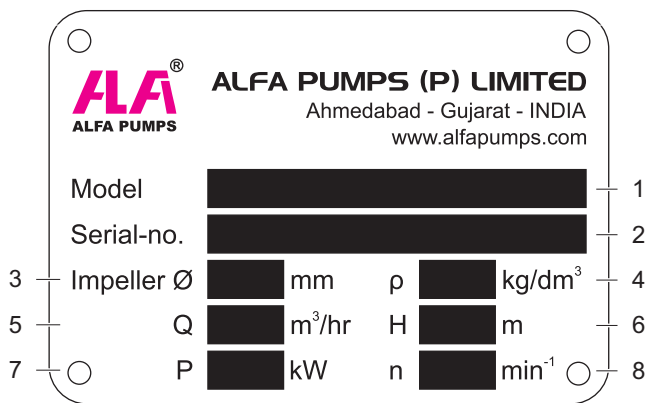 ALA®
ALFA PUMPS
ALFA PUMPS (P) LIMITED
Ahmedabad - Gujarat - INDIA
www.alfapumps.com
Model 1
Serial-no. 2
3 Impeller Ø mm ρ kg/dm³ 4
5 Q m³/hr H m 6
7 P kW n min⁻¹ 8